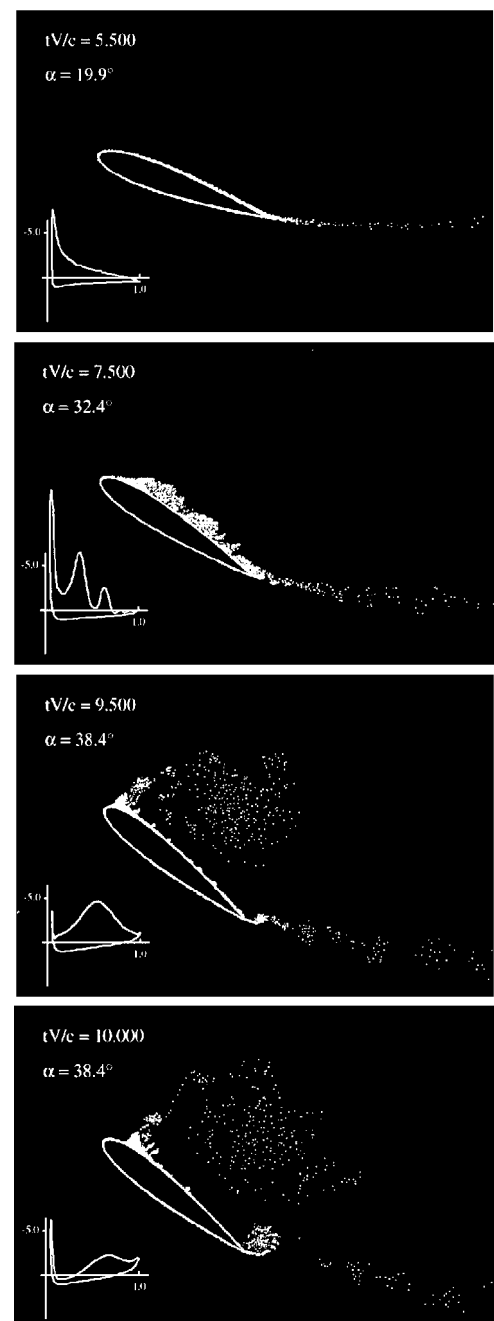 tV/c = 5.500
α = 19.9°
-5.0
1.0
tV/c = 7.500
α = 32.4°
-5.0
1.0
tV/c = 9.500
α = 38.4°
-5.0
1.0
tV/c = 10.000
α = 38.4°
-5.0
1.0